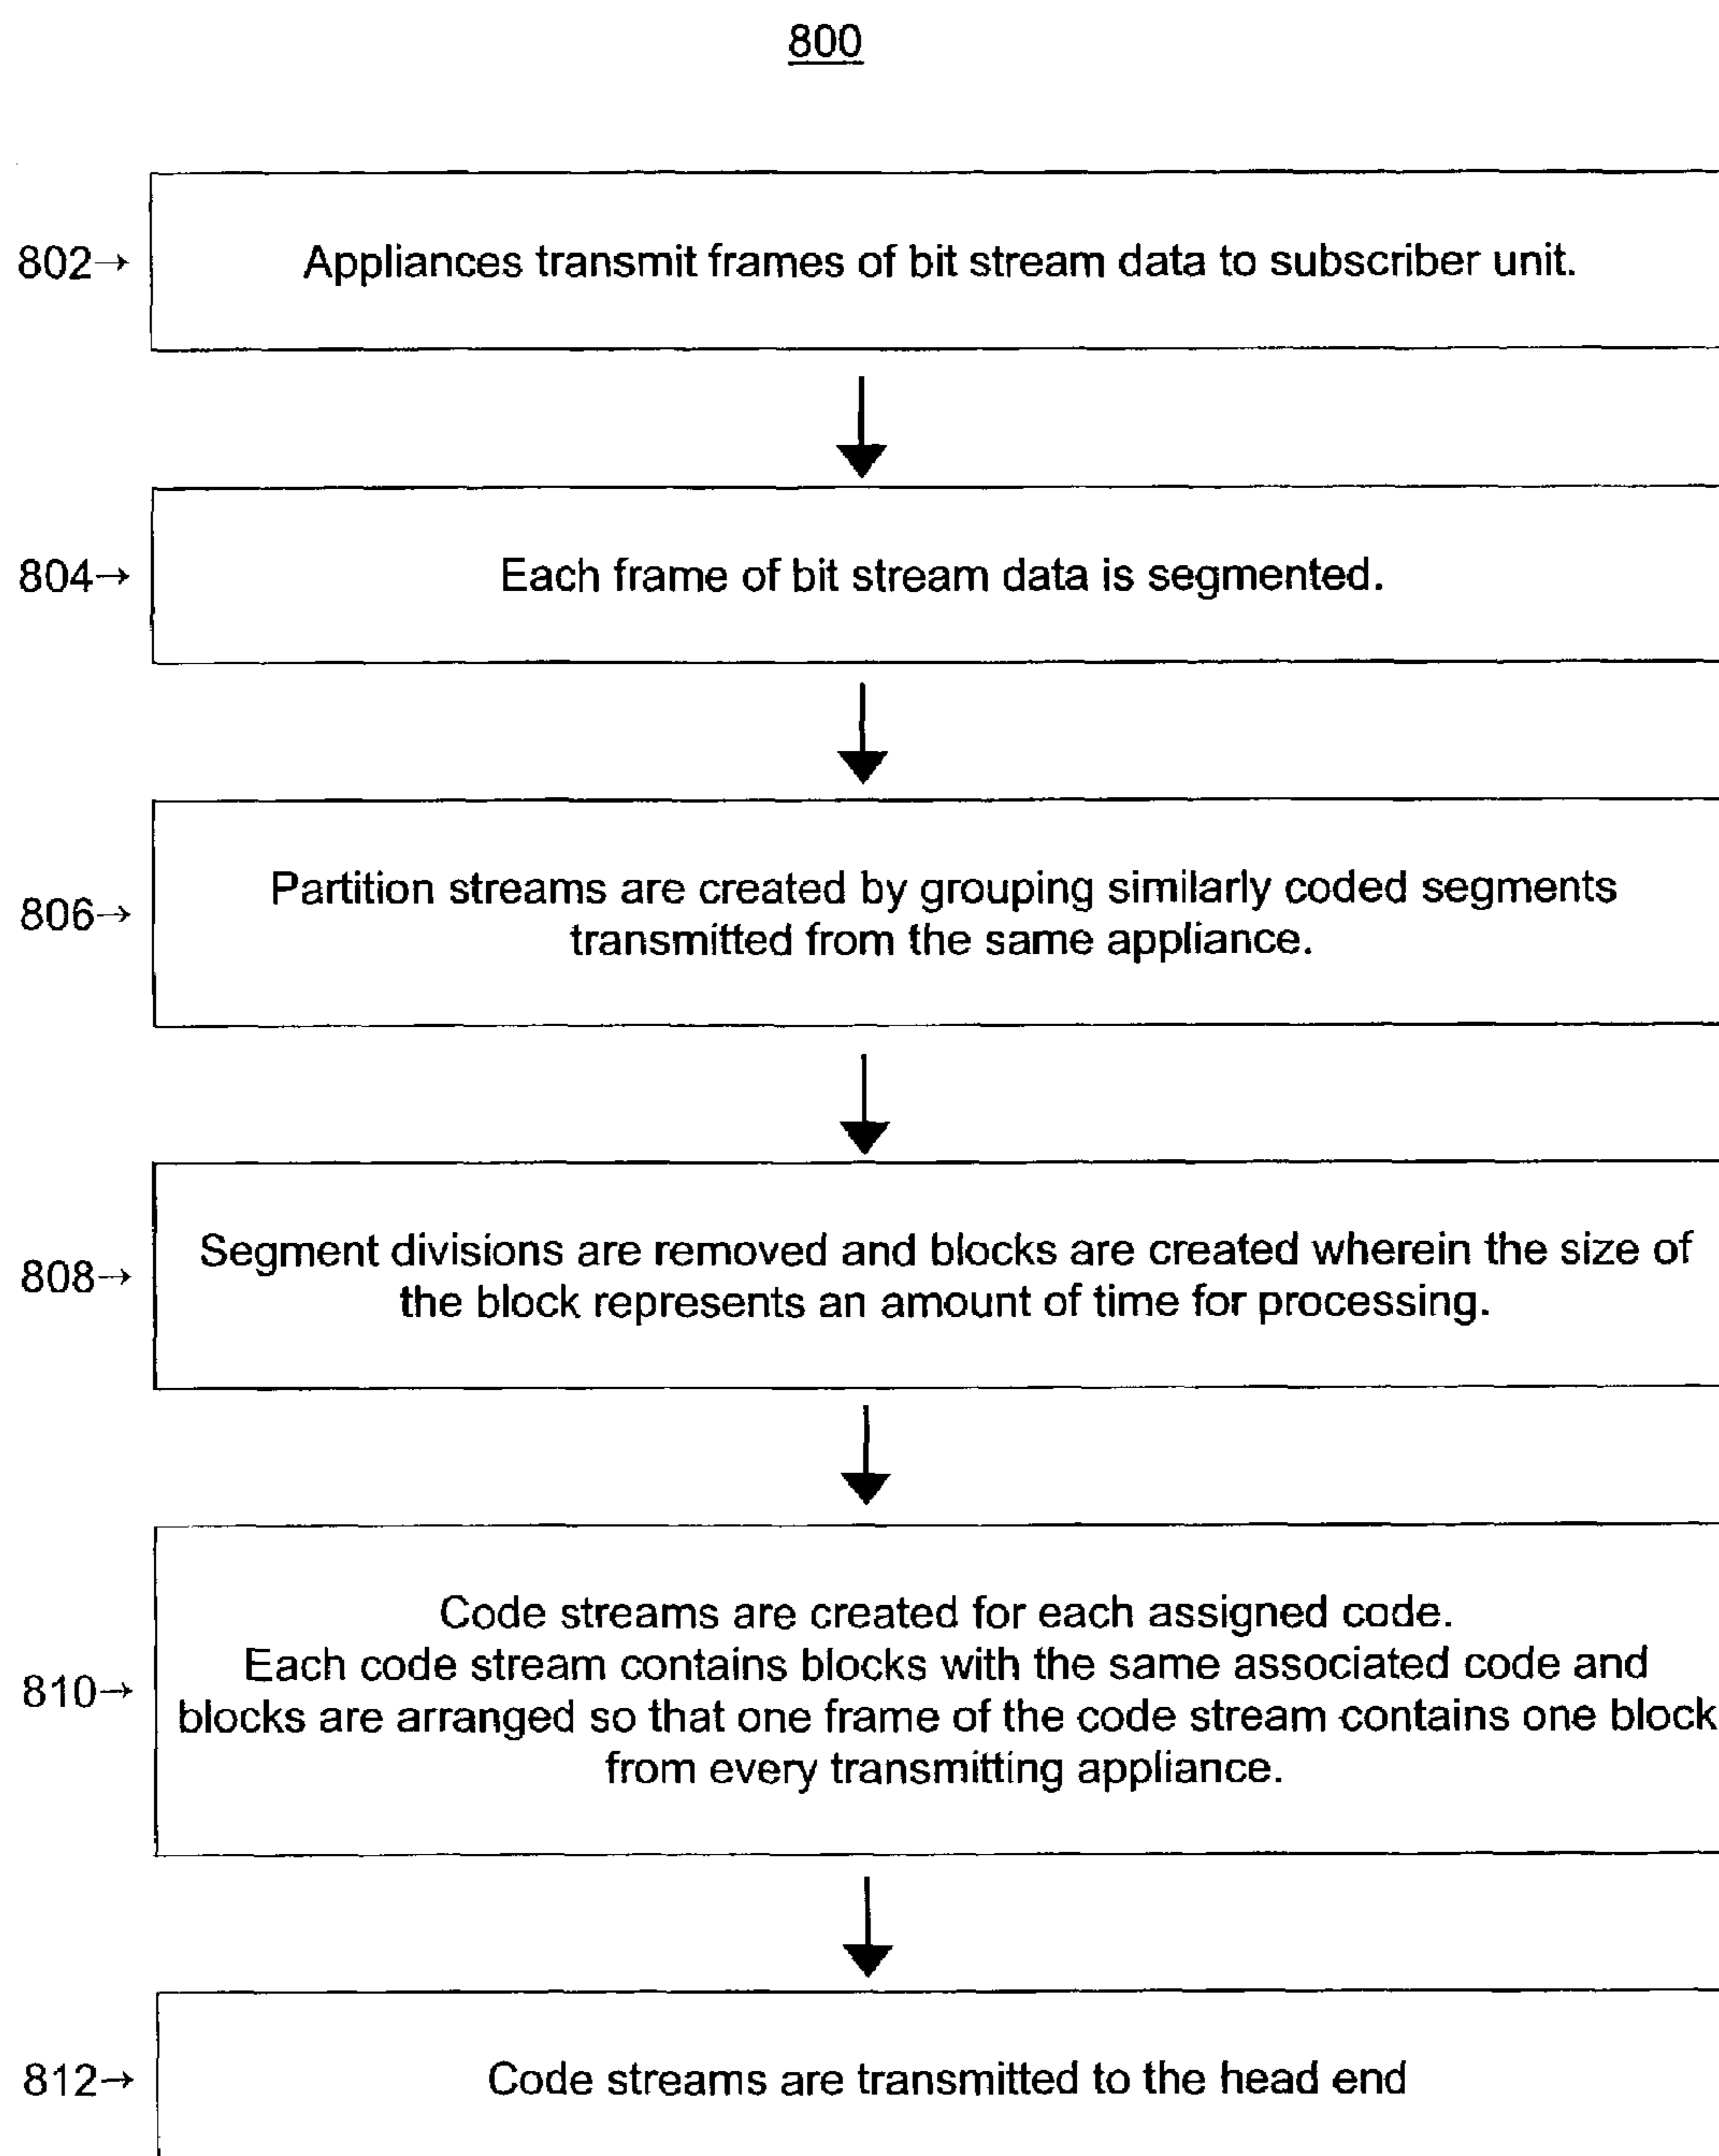 800
802→
Appliances transmit frames of bit stream data to subscriber unit.
804→
Each frame of bit stream data is segmented.
806→
Partition streams are created by grouping similarly coded segments
transmitted from the same appliance.
808→
Segment divisions are removed and blocks are created wherein the size of
the block represents an amount of time for processing.
810→
Code streams are created for each assigned code.
Each code stream contains blocks with the same associated code and
blocks are arranged so that one frame of the code stream contains one block
from every transmitting appliance.
812→
Code streams are transmitted to the head end